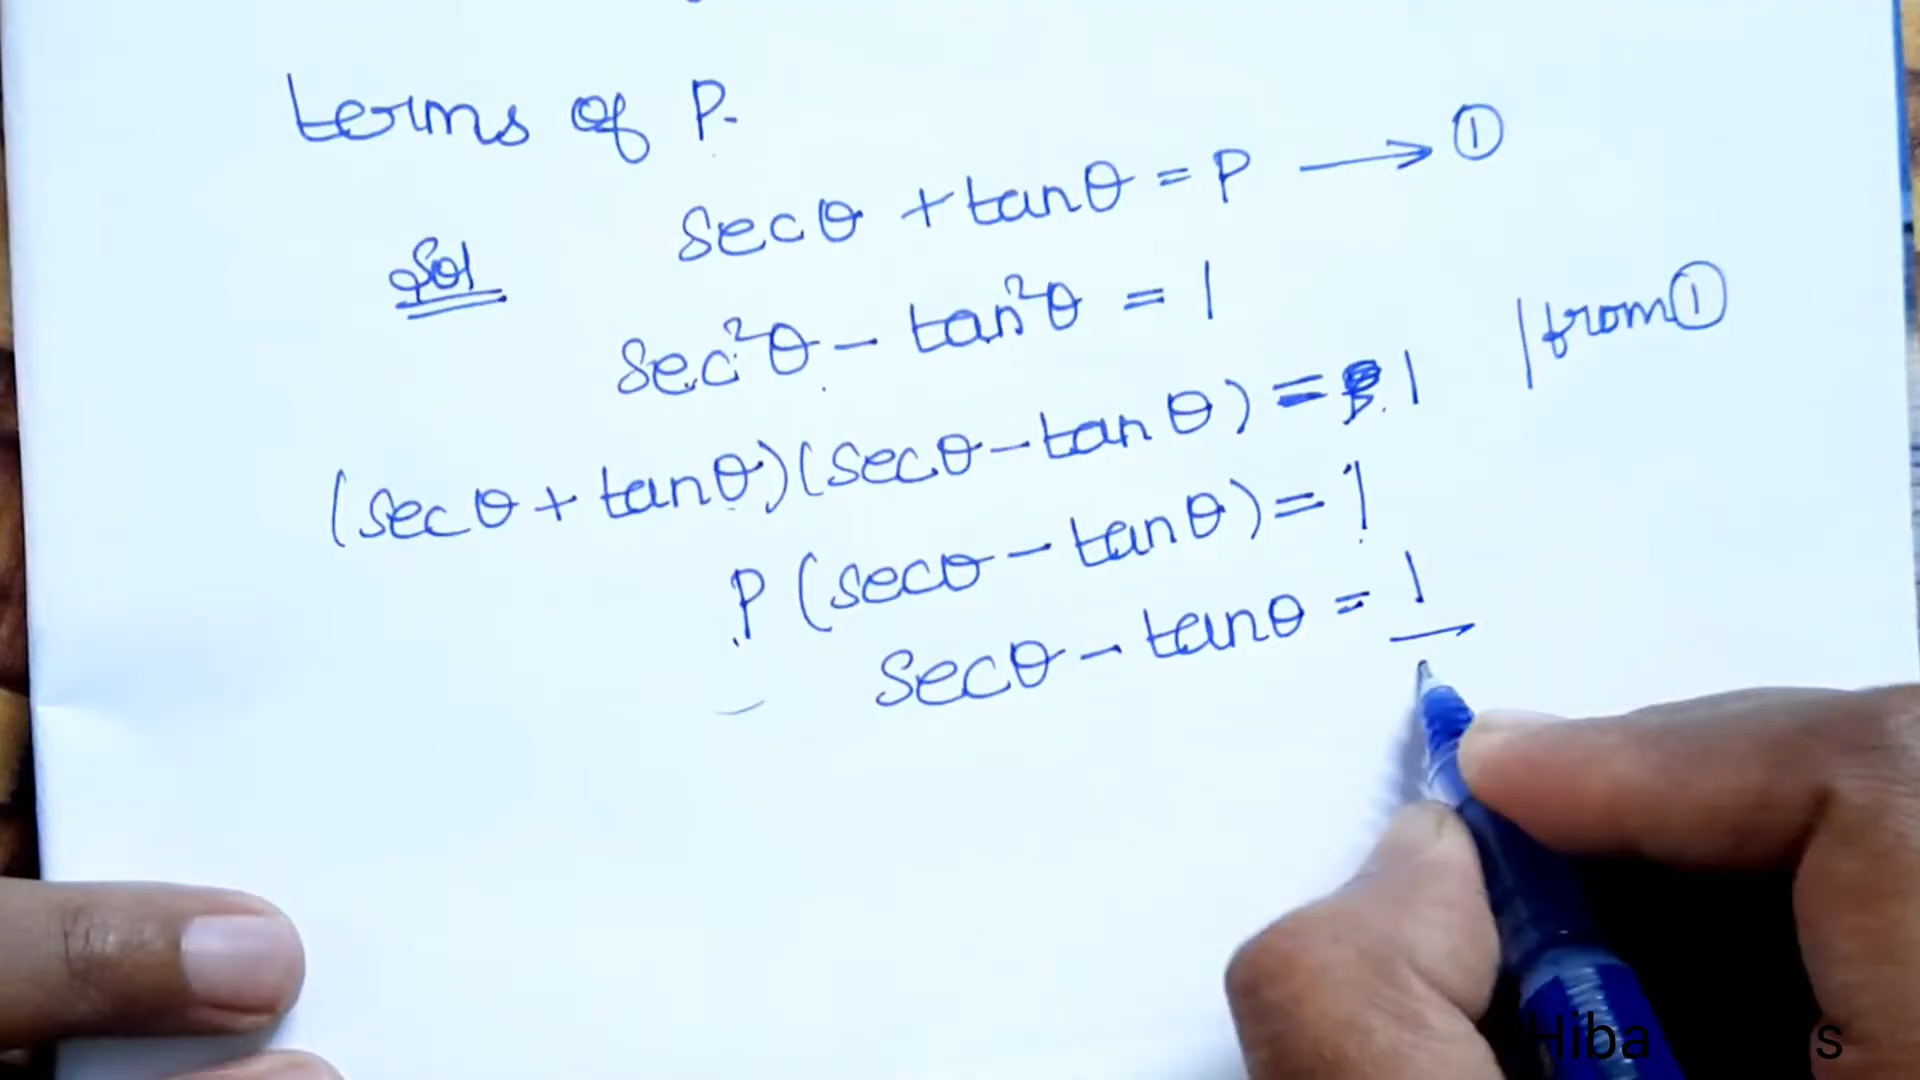 terms of P.
Sol
secθ + tanθ = P → ①
sec²θ - tan²θ = 1
(secθ + tanθ)(secθ - tanθ) = 1 | from ①
P(secθ - tanθ) = 1
secθ - tanθ = 1
Hiba